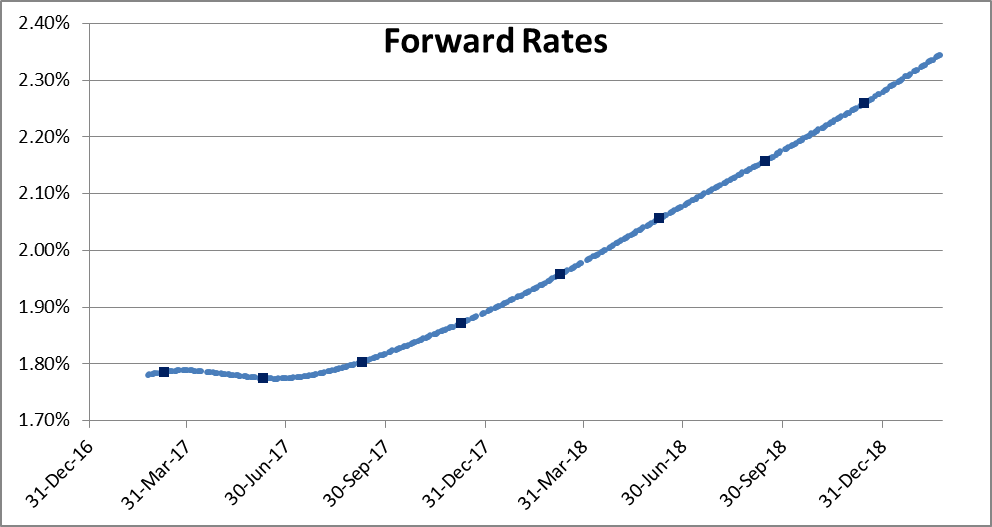 Forward Rates
2.40%
2.30%
2.20%
2.10%
2.00%
1.90%
1.80%
1.70%
31-Dec-16
31-Mar-17
30-Jun-17
30-Sep-17
31-Dec-17
31-Mar-18
30-Jun-18
30-Sep-18
31-Dec-18